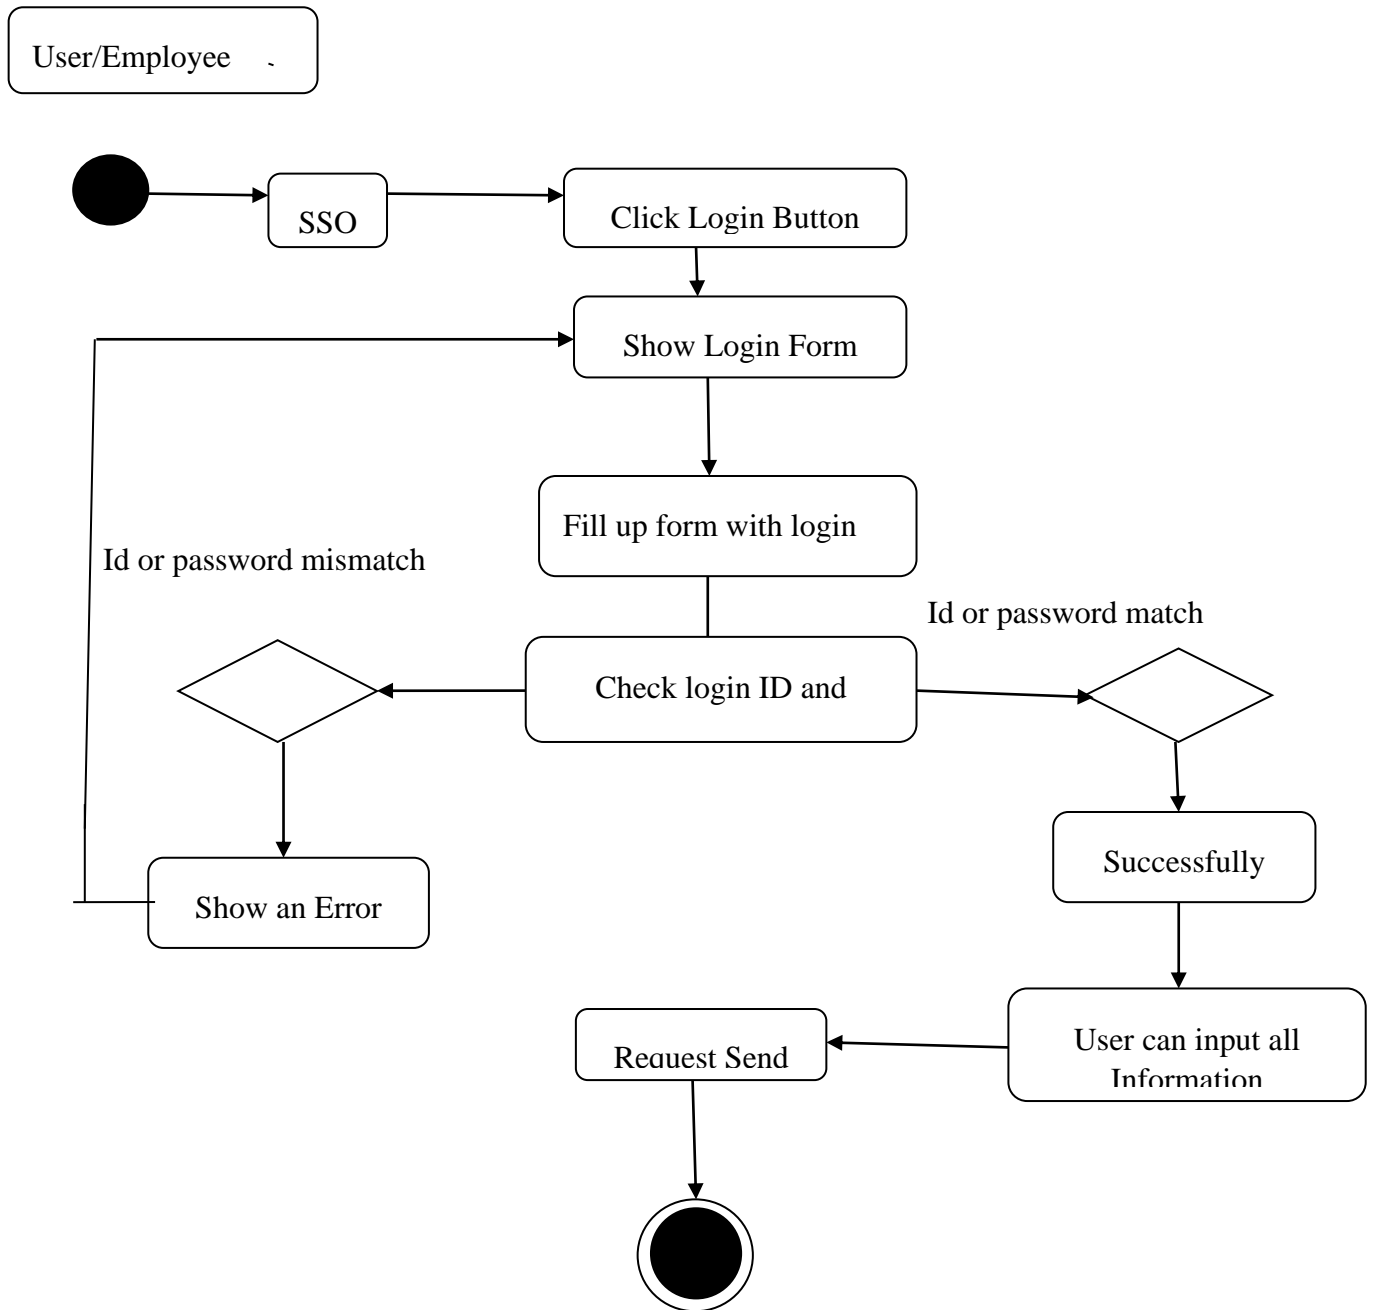 User/Employee
SSO
Click Login Button
Show Login Form
Fill up form with login
Id or password mismatch
Id or password match
Check login ID and
Successfully
Show an Error
User can input all
Information
Request Send